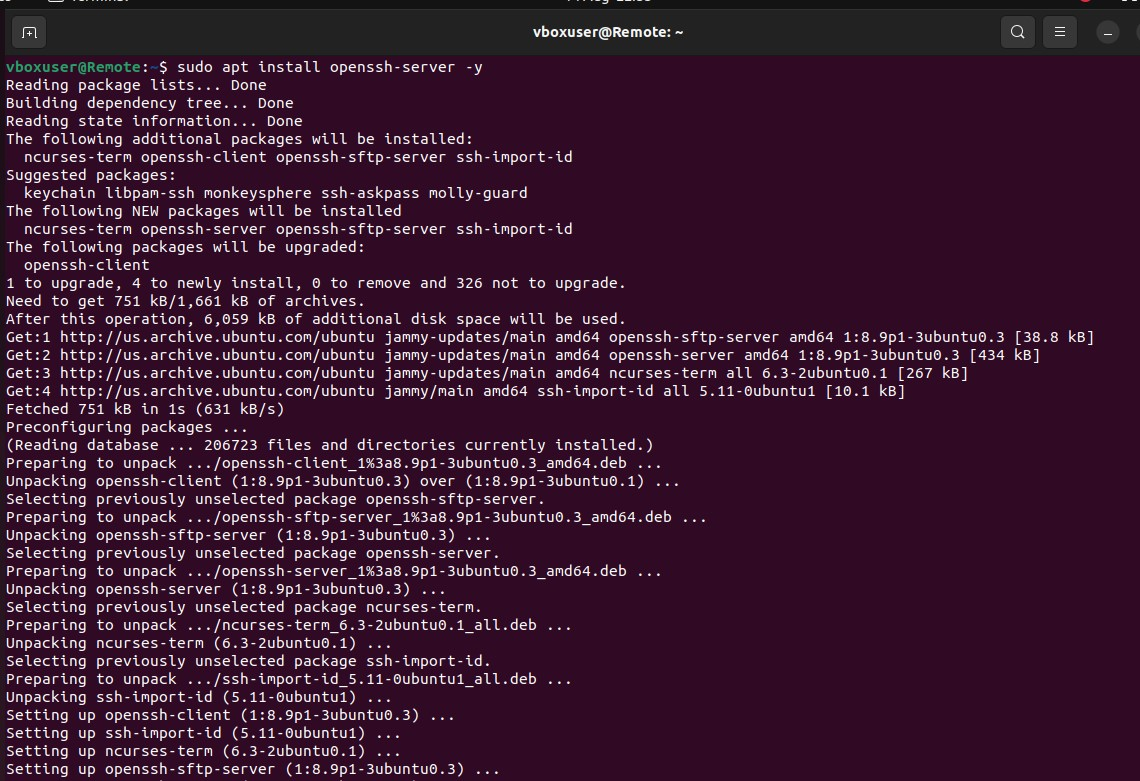 vboxuser@Remote: ~
vboxuser@Remote:~$ sudo apt install openssh-server -y
Reading package lists... Done
Building dependency tree... Done
Reading state information... Done
The following additional packages will be installed:
  ncurses-term openssh-client openssh-sftp-server ssh-import-id
Suggested packages:
  keychain libpam-ssh monkeysphere ssh-askpass molly-guard
The following NEW packages will be installed
  ncurses-term openssh-server openssh-sftp-server ssh-import-id
The following packages will be upgraded:
  openssh-client
1 to upgrade, 4 to newly install, 0 to remove and 326 not to upgrade.
Need to get 751 kB/1,661 kB of archives.
After this operation, 6,059 kB of additional disk space will be used.
Get:1 http://us.archive.ubuntu.com/ubuntu jammy-updates/main amd64 openssh-sftp-server amd64 1:8.9p1-3ubuntu0.3 [38.8 kB]
Get:2 http://us.archive.ubuntu.com/ubuntu jammy-updates/main amd64 openssh-server amd64 1:8.9p1-3ubuntu0.3 [434 kB]
Get:3 http://us.archive.ubuntu.com/ubuntu jammy-updates/main amd64 ncurses-term all 6.3-2ubuntu0.1 [267 kB]
Get:4 http://us.archive.ubuntu.com/ubuntu jammy/main amd64 ssh-import-id all 5.11-0ubuntu1 [10.1 kB]
Fetched 751 kB in 1s (631 kB/s)
Preconfiguring packages ...
(Reading database ... 206723 files and directories currently installed.)
Preparing to unpack .../openssh-client_1%3a8.9p1-3ubuntu0.3_amd64.deb ...
Unpacking openssh-client (1:8.9p1-3ubuntu0.3) over (1:8.9p1-3ubuntu0.1) ...
Selecting previously unselected package openssh-sftp-server.
Preparing to unpack .../openssh-sftp-server_1%3a8.9p1-3ubuntu0.3_amd64.deb ...
Unpacking openssh-sftp-server (1:8.9p1-3ubuntu0.3) ...
Selecting previously unselected package openssh-server.
Preparing to unpack .../openssh-server_1%3a8.9p1-3ubuntu0.3_amd64.deb ...
Unpacking openssh-server (1:8.9p1-3ubuntu0.3) ...
Selecting previously unselected package ncurses-term.
Preparing to unpack .../ncurses-term_6.3-2ubuntu0.1_all.deb ...
Unpacking ncurses-term (6.3-2ubuntu0.1) ...
Selecting previously unselected package ssh-import-id.
Preparing to unpack .../ssh-import-id_5.11-0ubuntu1_all.deb ...
Unpacking ssh-import-id (5.11-0ubuntu1) ...
Setting up openssh-client (1:8.9p1-3ubuntu0.3) ...
Setting up ssh-import-id (5.11-0ubuntu1) ...
Setting up ncurses-term (6.3-2ubuntu0.1) ...
Setting up openssh-sftp-server (1:8.9p1-3ubuntu0.3) ...